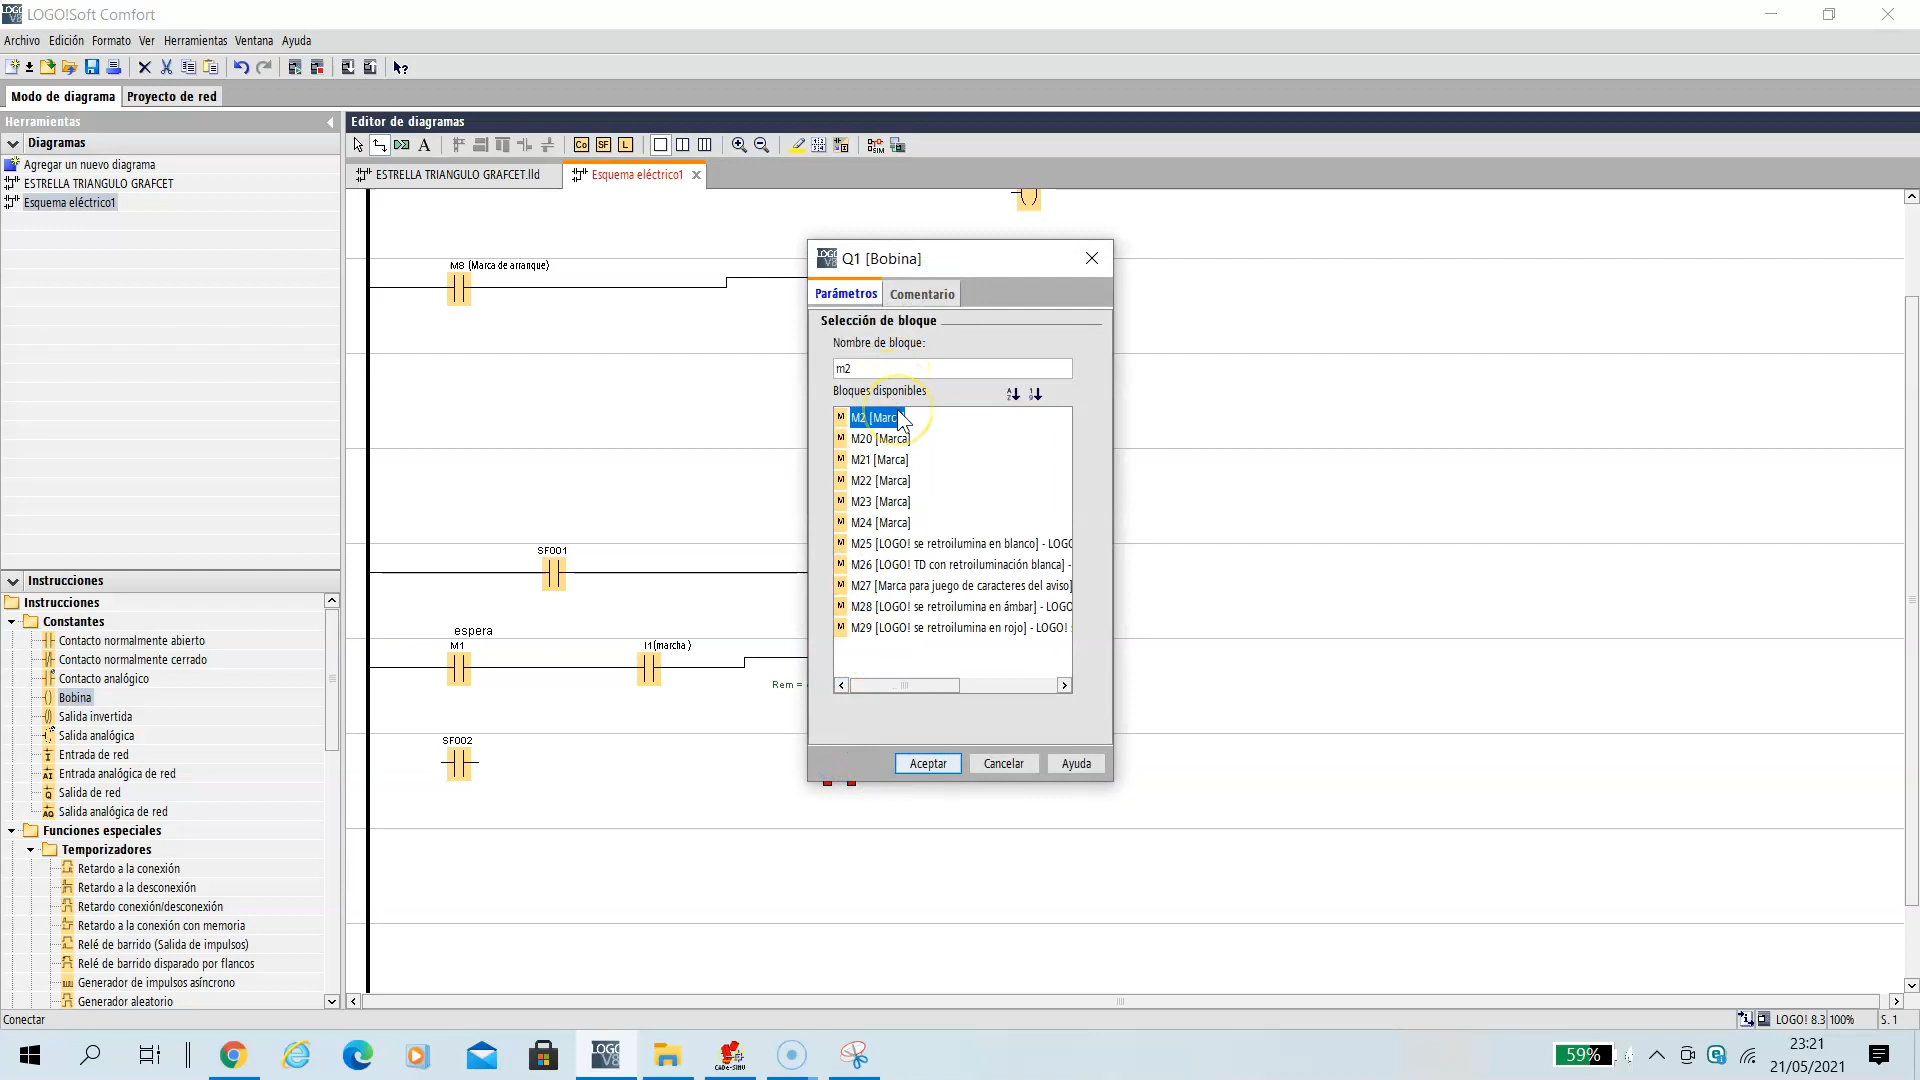 LOGO!Soft Comfort
Archivo Edición Formato Ver Herramientas Ventana Ayuda
Modo de diagrama Proyecto de red
Herramientas
Diagramas
Agregar un nuevo diagrama
ESTRELLA TRIANGULO GRAFCET
Esquema eléctrico1
Instrucciones
Instrucciones
Constantes
Contacto normalmente abierto
Contacto normalmente cerrado
Contacto analógico
Bobina
Salida invertida
Salida analógica
Entrada de red
Entrada analógica de red
Salida de red
Salida analógica de red
Funciones especiales
Temporizadores
Retardo a la conexión
Retardo a la desconexión
Retardo conexión/desconexión
Retardo a la conexión con memoria
Relé de barrido (Salida de impulsos)
Relé de barrido disparado por flancos
Generador de impulsos asíncrono
Generador aleatorio
Editor de diagramas
A Co SF L
ESTRELLA TRIANGULO GRAFCET.lld Esquema eléctrico1
M8 (Marca de arranque)
SF001
espera
M1 I1(marcha )
Rem =
SF002
Q1 [Bobina]
Parámetros Comentario
Selección de bloque
Nombre de bloque:
m2
Bloques disponibles
M M2 [Marca]
M M20 [Marca]
M M21 [Marca]
M M22 [Marca]
M M23 [Marca]
M M24 [Marca]
M M25 [LOGO! se retroilumina en blanco] - LOGO
M M26 [LOGO! TD con retroiluminación blanca] -
M M27 [Marca para juego de caracteres del aviso]
M M28 [LOGO! se retroilumina en ámbar] - LOGO
M M29 [LOGO! se retroilumina en rojo] - LOGO!
Aceptar Cancelar Ayuda
Conectar
LOGO! 8.3 100% S. 1
CADe-SIMU
59%
23:21
21/05/2021